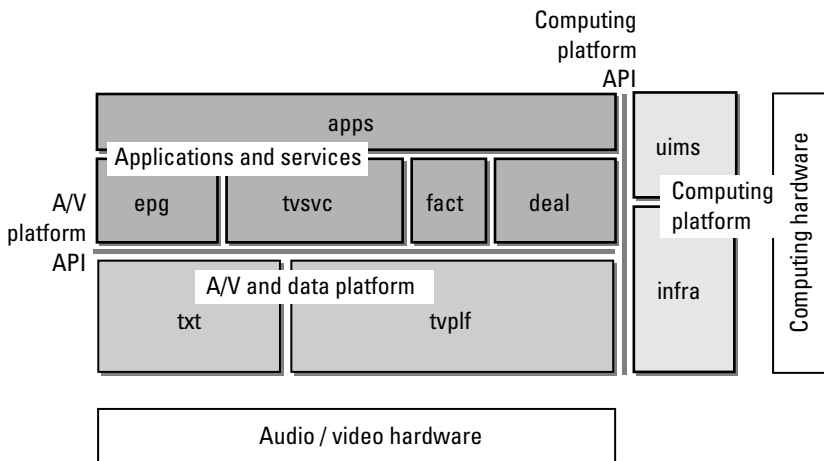 Computing
platform
API
apps
Applications and services
uims
epg
tvsvc
fact
deal
A/V
platform
API
Computing
platform
Computing hardware
A/V and data platform
infra
txt
tvplf
Audio / video hardware